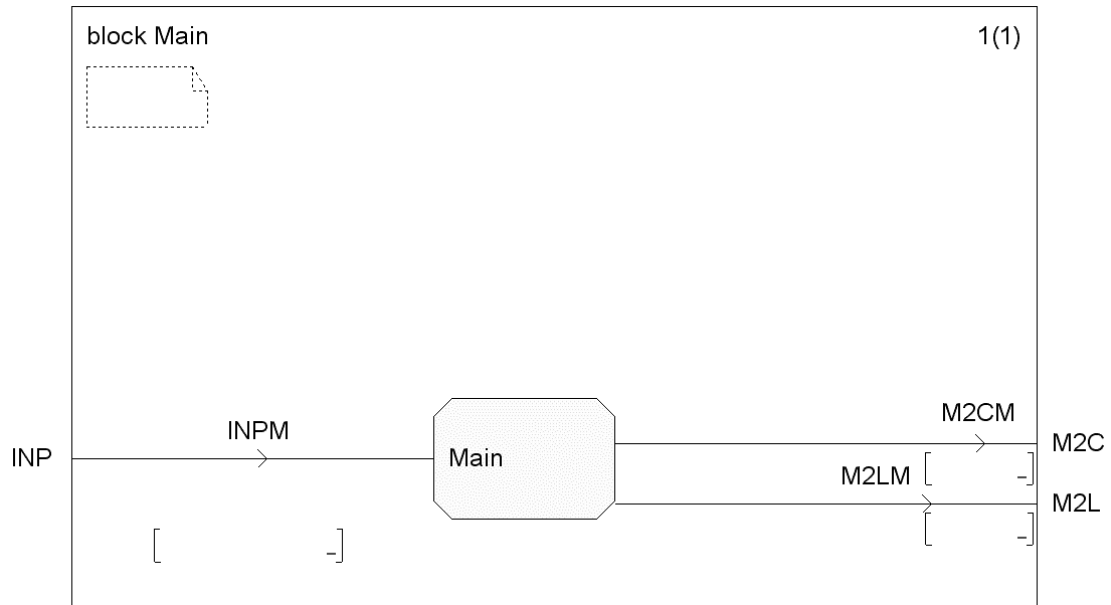 block Main
1(1)
M2CM
INPM
M2C
INP
Main
M2LM
[ _]
M2L
[ _]
[ _]